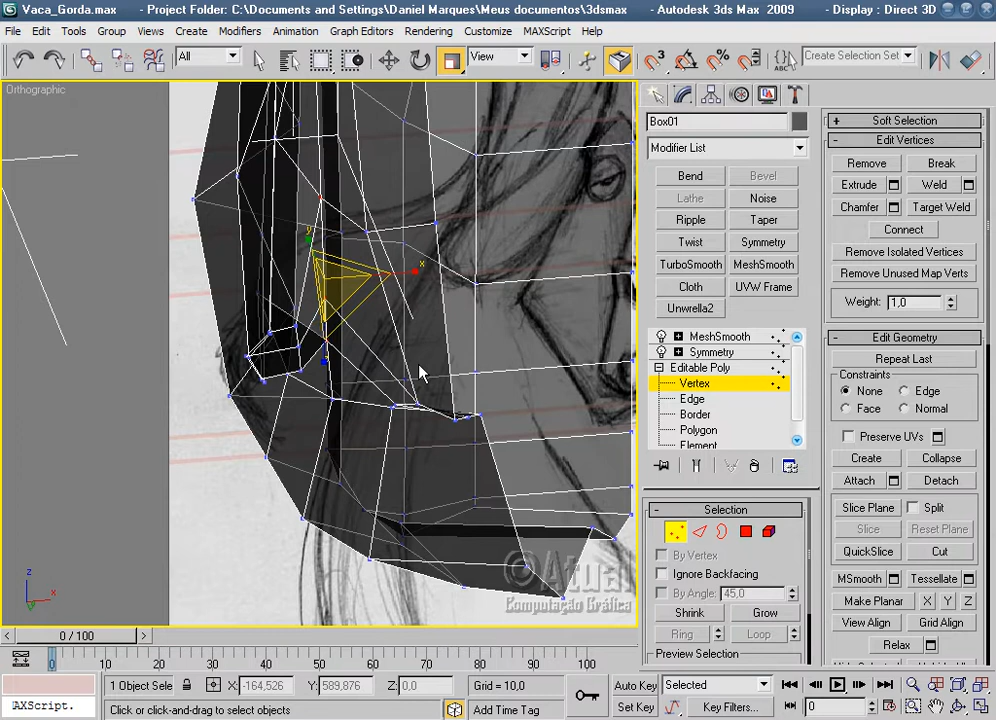 Vaca_Gorda.max - Project Folder: C:\Documents and Settings\Daniel Marques\Meus documentos\3dsmax - Autodesk 3ds Max 2009 - Display : Direct 3D
File Edit Tools Group Views Create Modifiers Animation Graph Editors Rendering Customize MAXScript Help
All View Create Selection Set
Orthographic
Box01
Modifier List
Bend Bevel
Lathe Noise
Ripple Taper
Twist Symmetry
TurboSmooth MeshSmooth
Cloth UVW Frame
Unwrella2
MeshSmooth
Symmetry
Editable Poly
Vertex
Edge
Border
Polygon
Element
Selection
By Vertex
Ignore Backfacing
By Angle: 45,0
Shrink Grow
Ring Loop
Preview Selection
Soft Selection
Edit Vertices
Remove Break
Extrude Weld
Chamfer Target Weld
Connect
Remove Isolated Vertices
Remove Unused Map Verts
Weight: 1,0
Edit Geometry
Repeat Last
Constraints
None Edge
Face Normal
Preserve UVs
Create Collapse
Attach Detach
Slice Plane Split
Slice Reset Plane
QuickSlice Cut
MSmooth Tessellate
Make Planar X Y Z
View Align Grid Align
Relax
y x
z
x
y
©Atual
Computação Gráfica
0 / 100
0 10 20 30 40 50 60 70 80 90 100
1 Object Sele X: -164,526 Y: 589,876 Z: 0,0 Grid = 10,0 Auto Key Selected
AXScript. Click or click-and-drag to select objects Add Time Tag Set Key Key Filters... 0